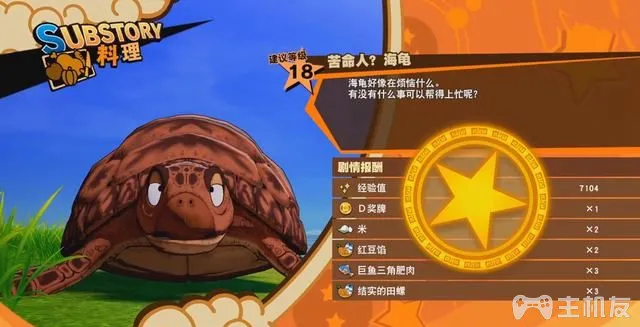 SUBSTORY
料理
建议等级
18
苦命人？海龟
海龟好像在烦恼什么。
有没有什么事可以帮得上忙呢？
剧情报酬
经验值 7104
D奖牌 ×1
米 ×2
红豆馅 ×2
巨鱼三角肥肉 ×3
结实的田螺 ×3
主机友